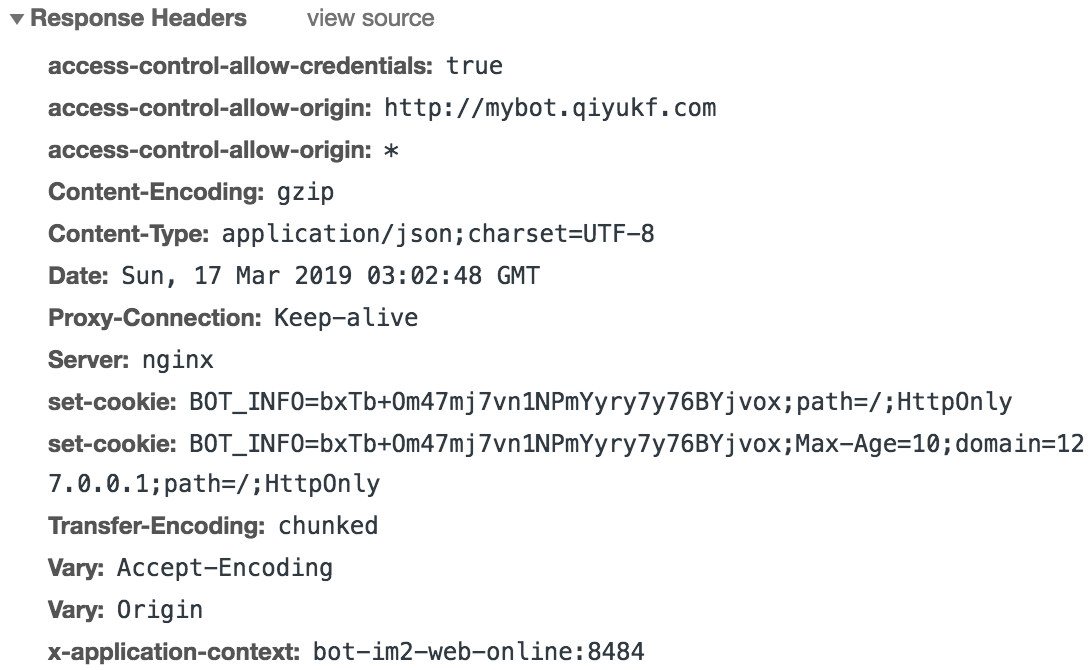 Response Headers view source
access-control-allow-credentials: true
access-control-allow-origin: http://mybot.qiyukf.com
access-control-allow-origin: *
Content-Encoding: gzip
Content-Type: application/json;charset=UTF-8
Date: Sun, 17 Mar 2019 03:02:48 GMT
Proxy-Connection: Keep-alive
Server: nginx
set-cookie: BOT_INFO=bxTb+Om47mj7vn1NPmYyry7y76BYjvox;path=/;HttpOnly
set-cookie: BOT_INFO=bxTb+Om47mj7vn1NPmYyry7y76BYjvox;Max-Age=10;domain=12
7.0.0.1;path=/;HttpOnly
Transfer-Encoding: chunked
Vary: Accept-Encoding
Vary: Origin
x-application-context: bot-im2-web-online:8484